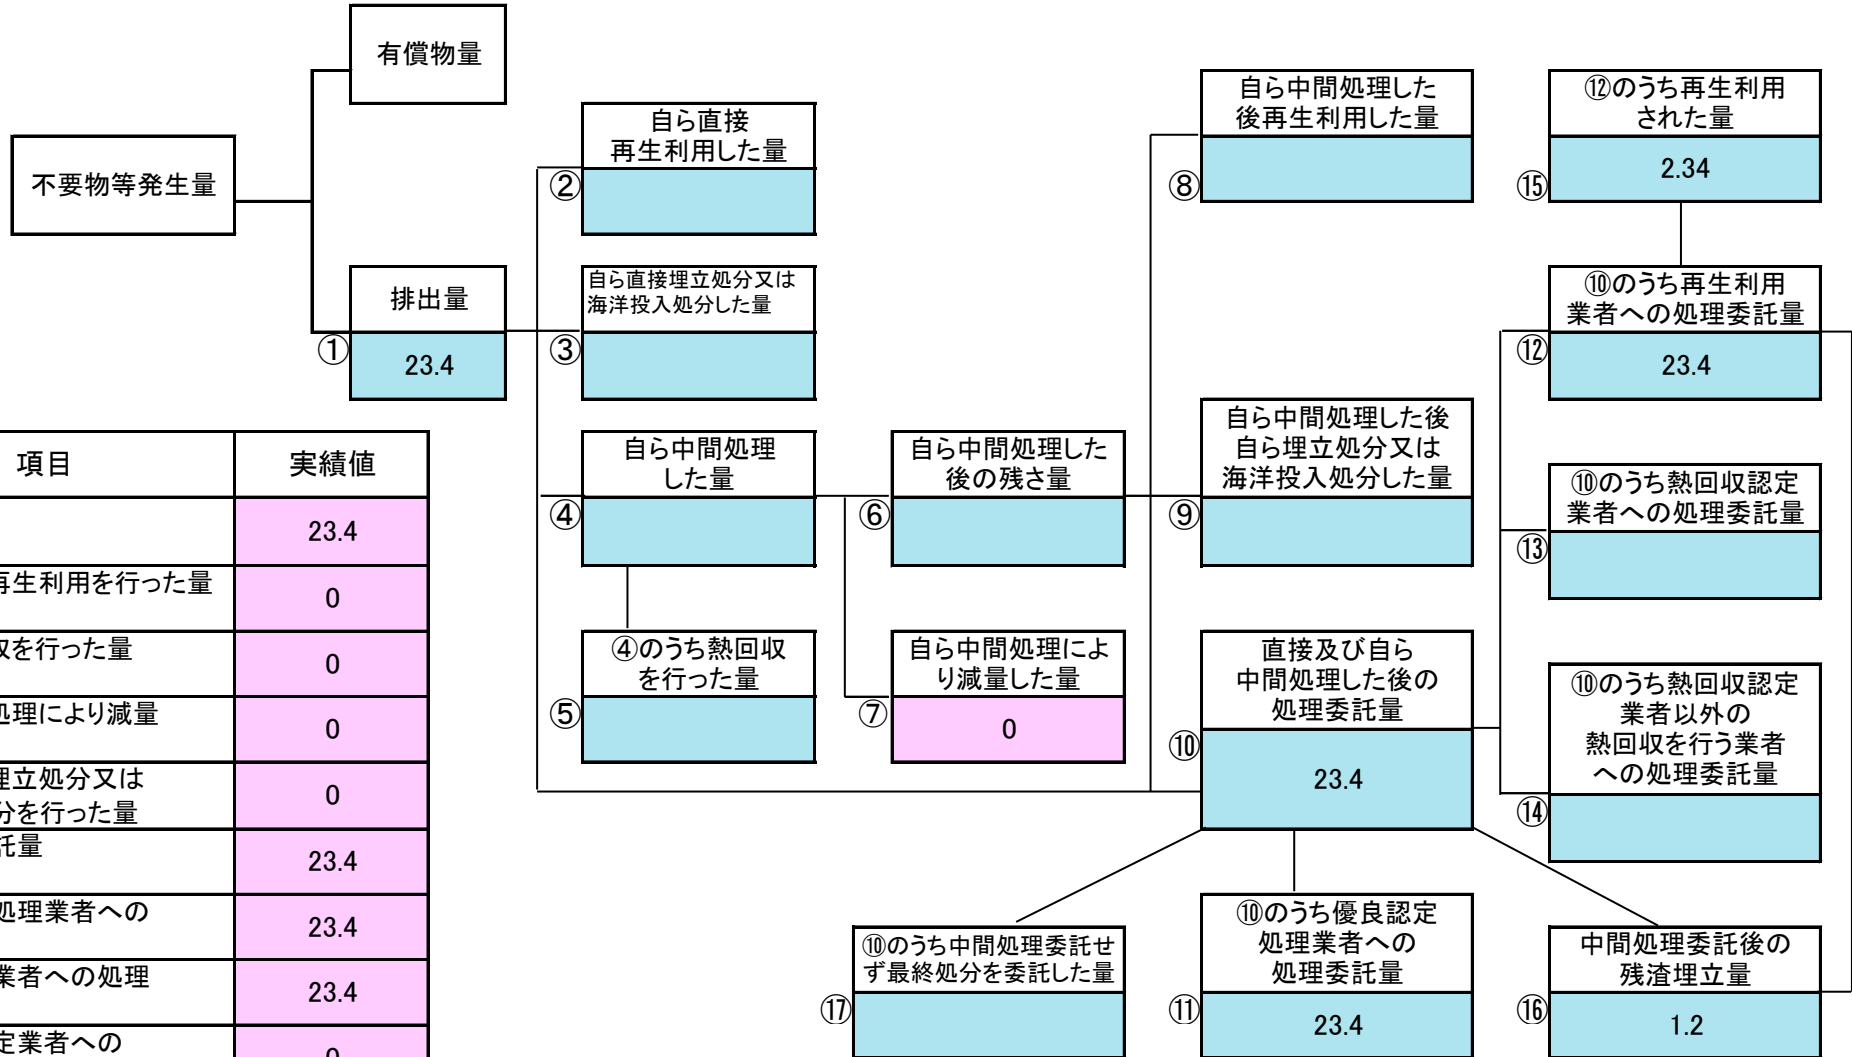 有償物量
不要物等発生量
排出量
①
23.4
自ら直接
再生利用した量
②
自ら直接埋立処分又は
海洋投入処分した量
③
自ら中間処理
した量
④
④のうち熱回収
を行った量
⑤
自ら中間処理した
後の残さ量
⑥
自ら中間処理によ
り減量した量
⑦
0
自ら中間処理した
後再生利用した量
⑧
自ら中間処理した後
自ら埋立処分又は
海洋投入処分した量
⑨
直接及び自ら
中間処理した後の
処理委託量
⑩
23.4
⑫のうち再生利用
された量
⑮
2.34
⑩のうち再生利用
業者への処理委託量
⑫
23.4
⑩のうち熱回収認定
業者への処理委託量
⑬
⑩のうち熱回収認定
業者以外の
熱回収を行う業者
への処理委託量
⑭
⑩のうち中間処理委託せ
ず最終処分を委託した量
⑰
⑩のうち優良認定
処理業者への
処理委託量
⑪
23.4
中間処理委託後の
残渣埋立量
⑯
1.2
項目
実績値
23.4
再生利用を行った量
0
収を行った量
0
処理により減量
0
埋立処分又は
分を行った量
0
託量
23.4
処理業者への
23.4
業者への処理
23.4
定業者への
0